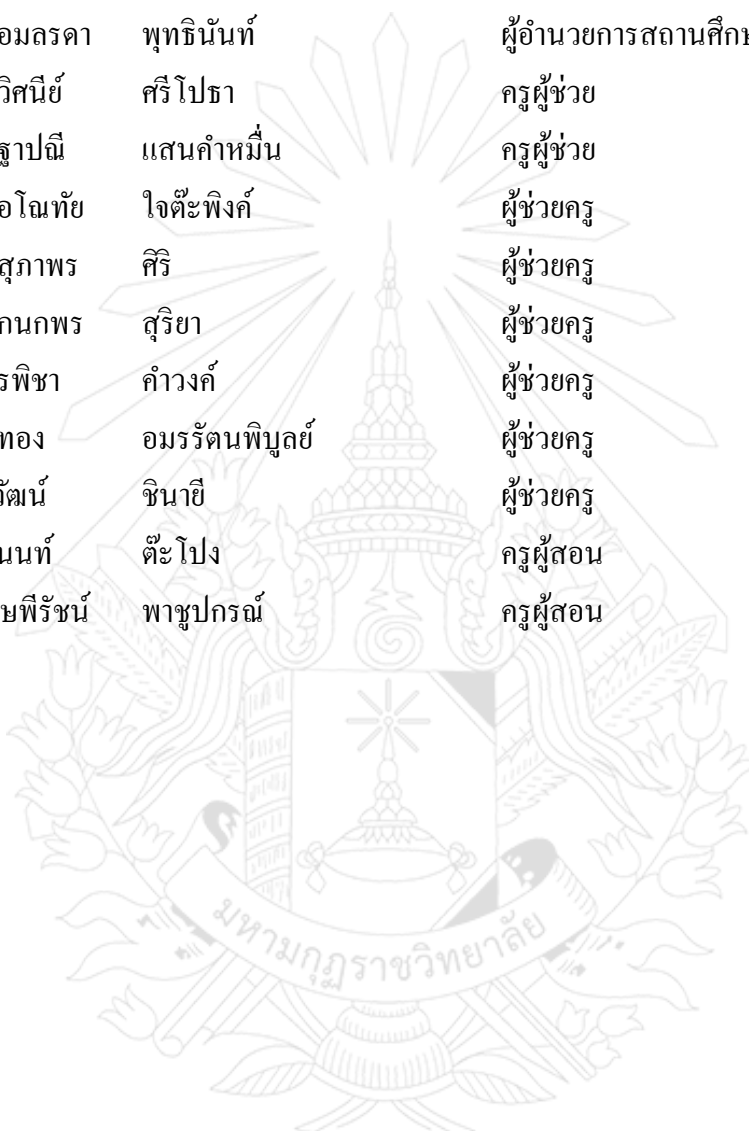 อมลรดา พุทธินันท์ ผู้อำนวยการสถานศึกษ
วิศนีย์ ศรีโปธา ครูผู้ช่วย
ฐาปณี แสนคำหมื่น ครูผู้ช่วย
อโณทัย ใจต๊ะพิงค์ ผู้ช่วยครู
สุภาพร ศิริ ผู้ช่วยครู
กนกพร สุริยา ผู้ช่วยครู
รพิชา คำวงค์ ผู้ช่วยครู
ทอง อมรรัตนพิบูลย์ ผู้ช่วยครู
วัฒน์ ชินายี ผู้ช่วยครู
นนท์ ต๊ะโปง ครูผู้สอน
ษพีรัชน์ พาชูปกรณ์ ครูผู้สอน
มหามกุฏราชวิทยาลัย